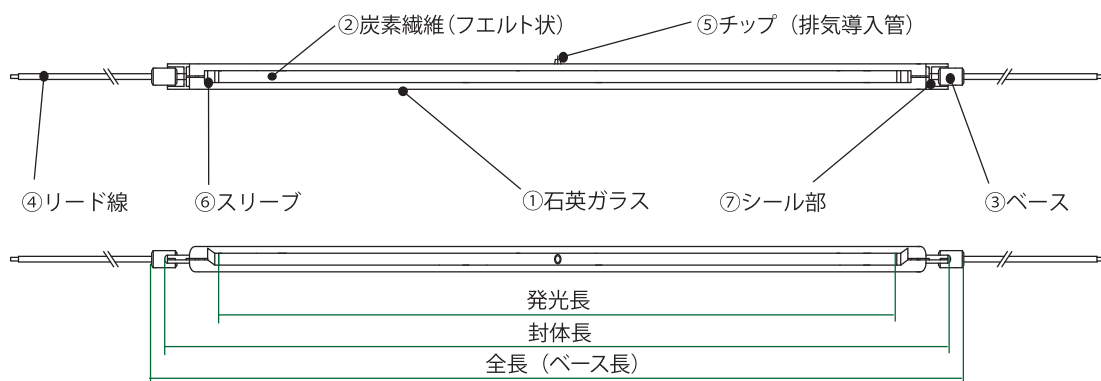 ②炭素繊維（フエルト状）
⑤チップ（排気導入管）
④リード線
⑥スリーブ
①石英ガラス
⑦シール部
③ベース
発光長
封体長
全長（ベース長）